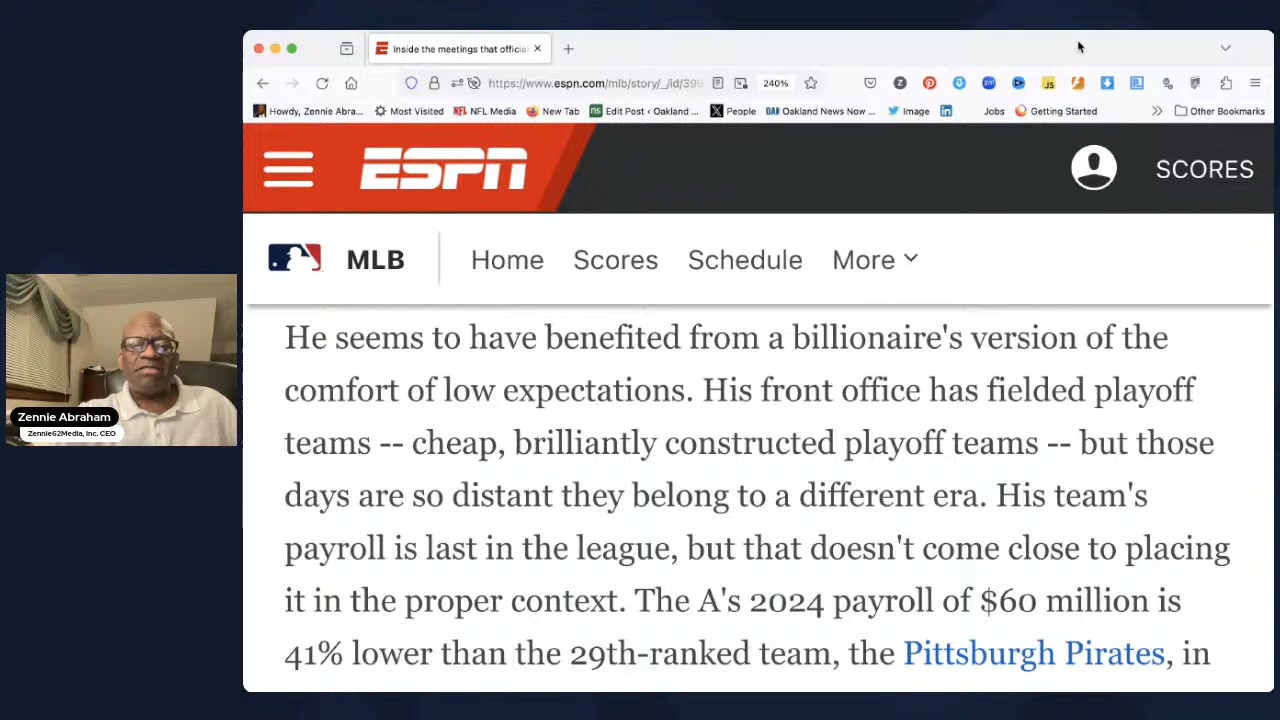 Inside the meetings that officia
https://www.espn.com/mlb/story/_/id/399
240%
Howdy, Zennie Abra...
Most Visited
NFL Media
New Tab
Edit Post ‹ Oakland ...
People
Oakland News Now ...
Image
Jobs
Getting Started
Other Bookmarks
ESPN
SCORES
MLB
Home
Scores
Schedule
More
He seems to have benefited from a billionaire's version of the
comfort of low expectations. His front office has fielded playoff
teams -- cheap, brilliantly constructed playoff teams -- but those
days are so distant they belong to a different era. His team's
payroll is last in the league, but that doesn't come close to placing
it in the proper context. The A's 2024 payroll of $60 million is
41% lower than the 29th-ranked team, the Pittsburgh Pirates, in
Zennie Abraham
Zennie62Media, Inc. CEO